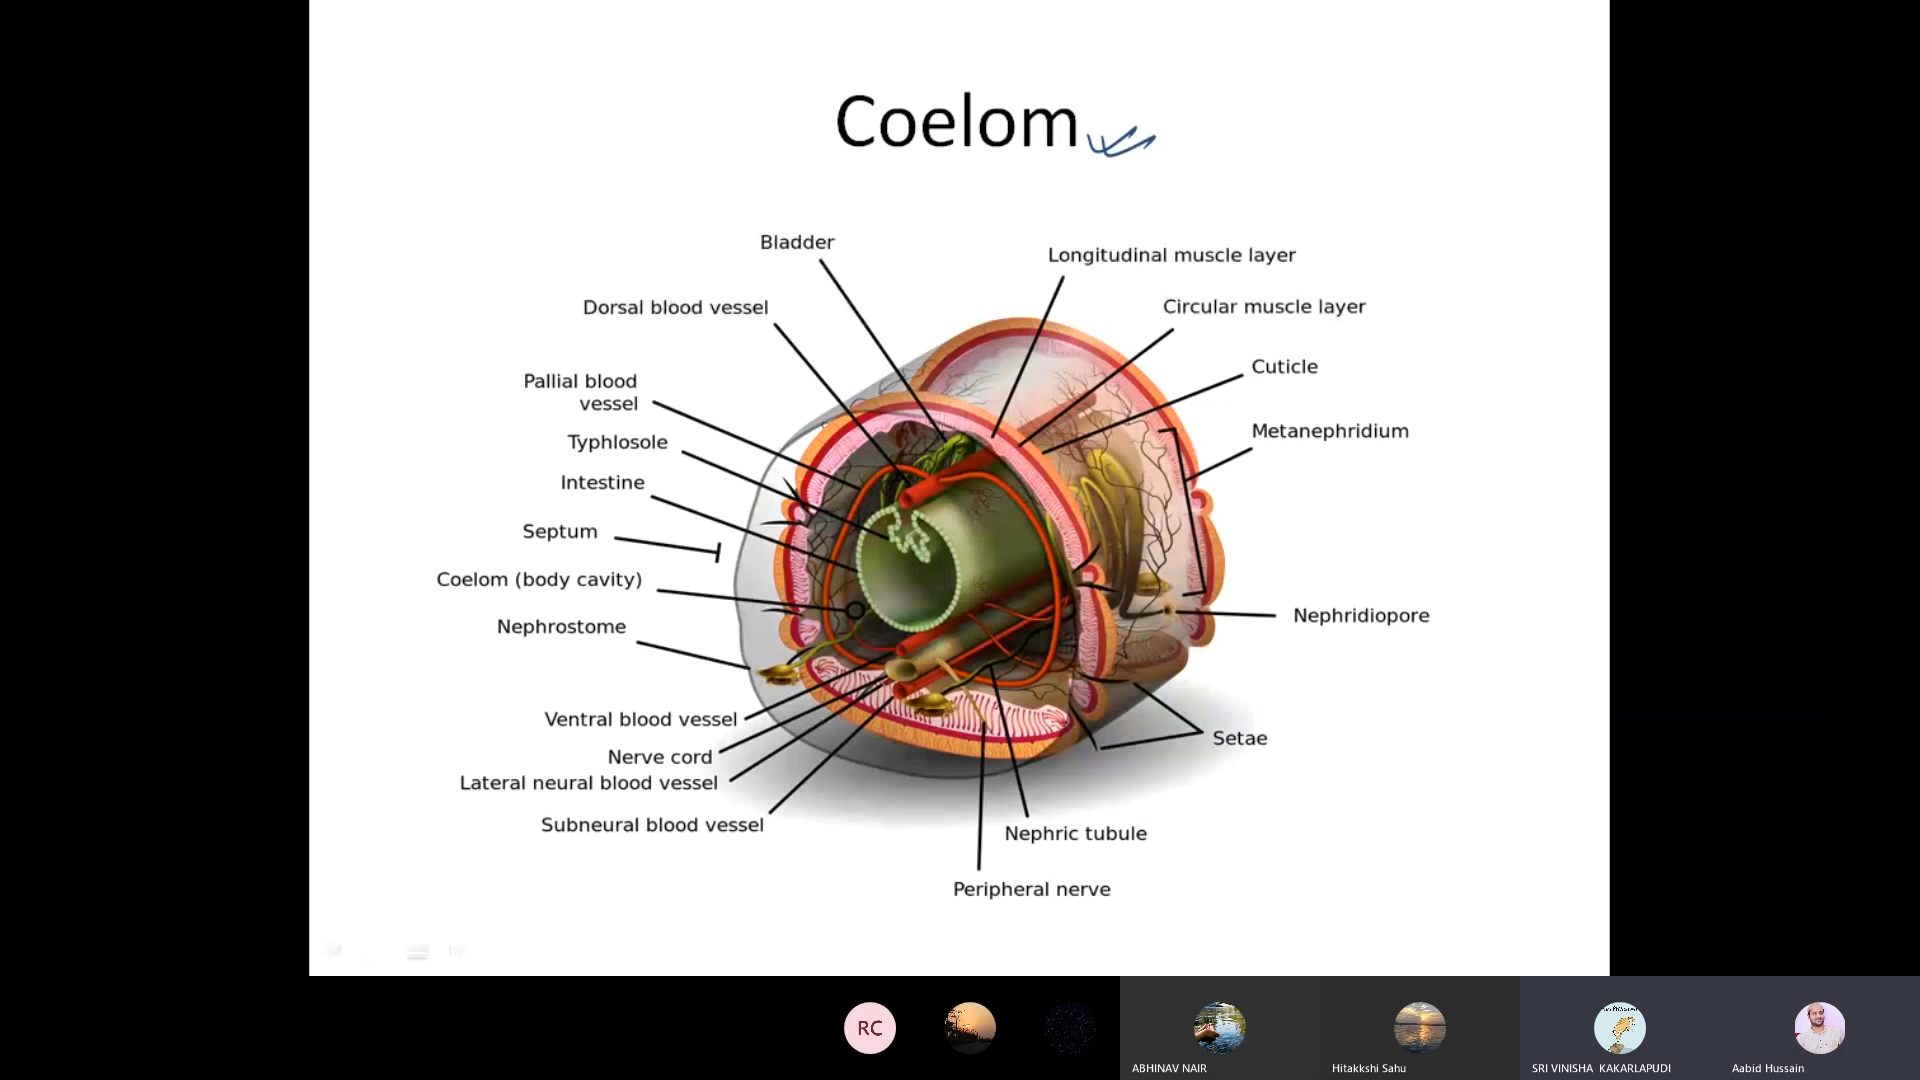 Coelom
Bladder
Longitudinal muscle layer
Dorsal blood vessel
Circular muscle layer
Cuticle
Pallial blood
vessel
Typhlosole
Metanephridium
Intestine
Septum
Coelom (body cavity)
Nephrostome
Nephridiopore
Ventral blood vessel
Nerve cord
Setae
Lateral neural blood vessel
Subneural blood vessel
Nephric tubule
Peripheral nerve
RC
ABHINAV NAIR
Hitakkshi Sahu
SRI VINISHA KAKARLAPUDI
Aabid Hussain